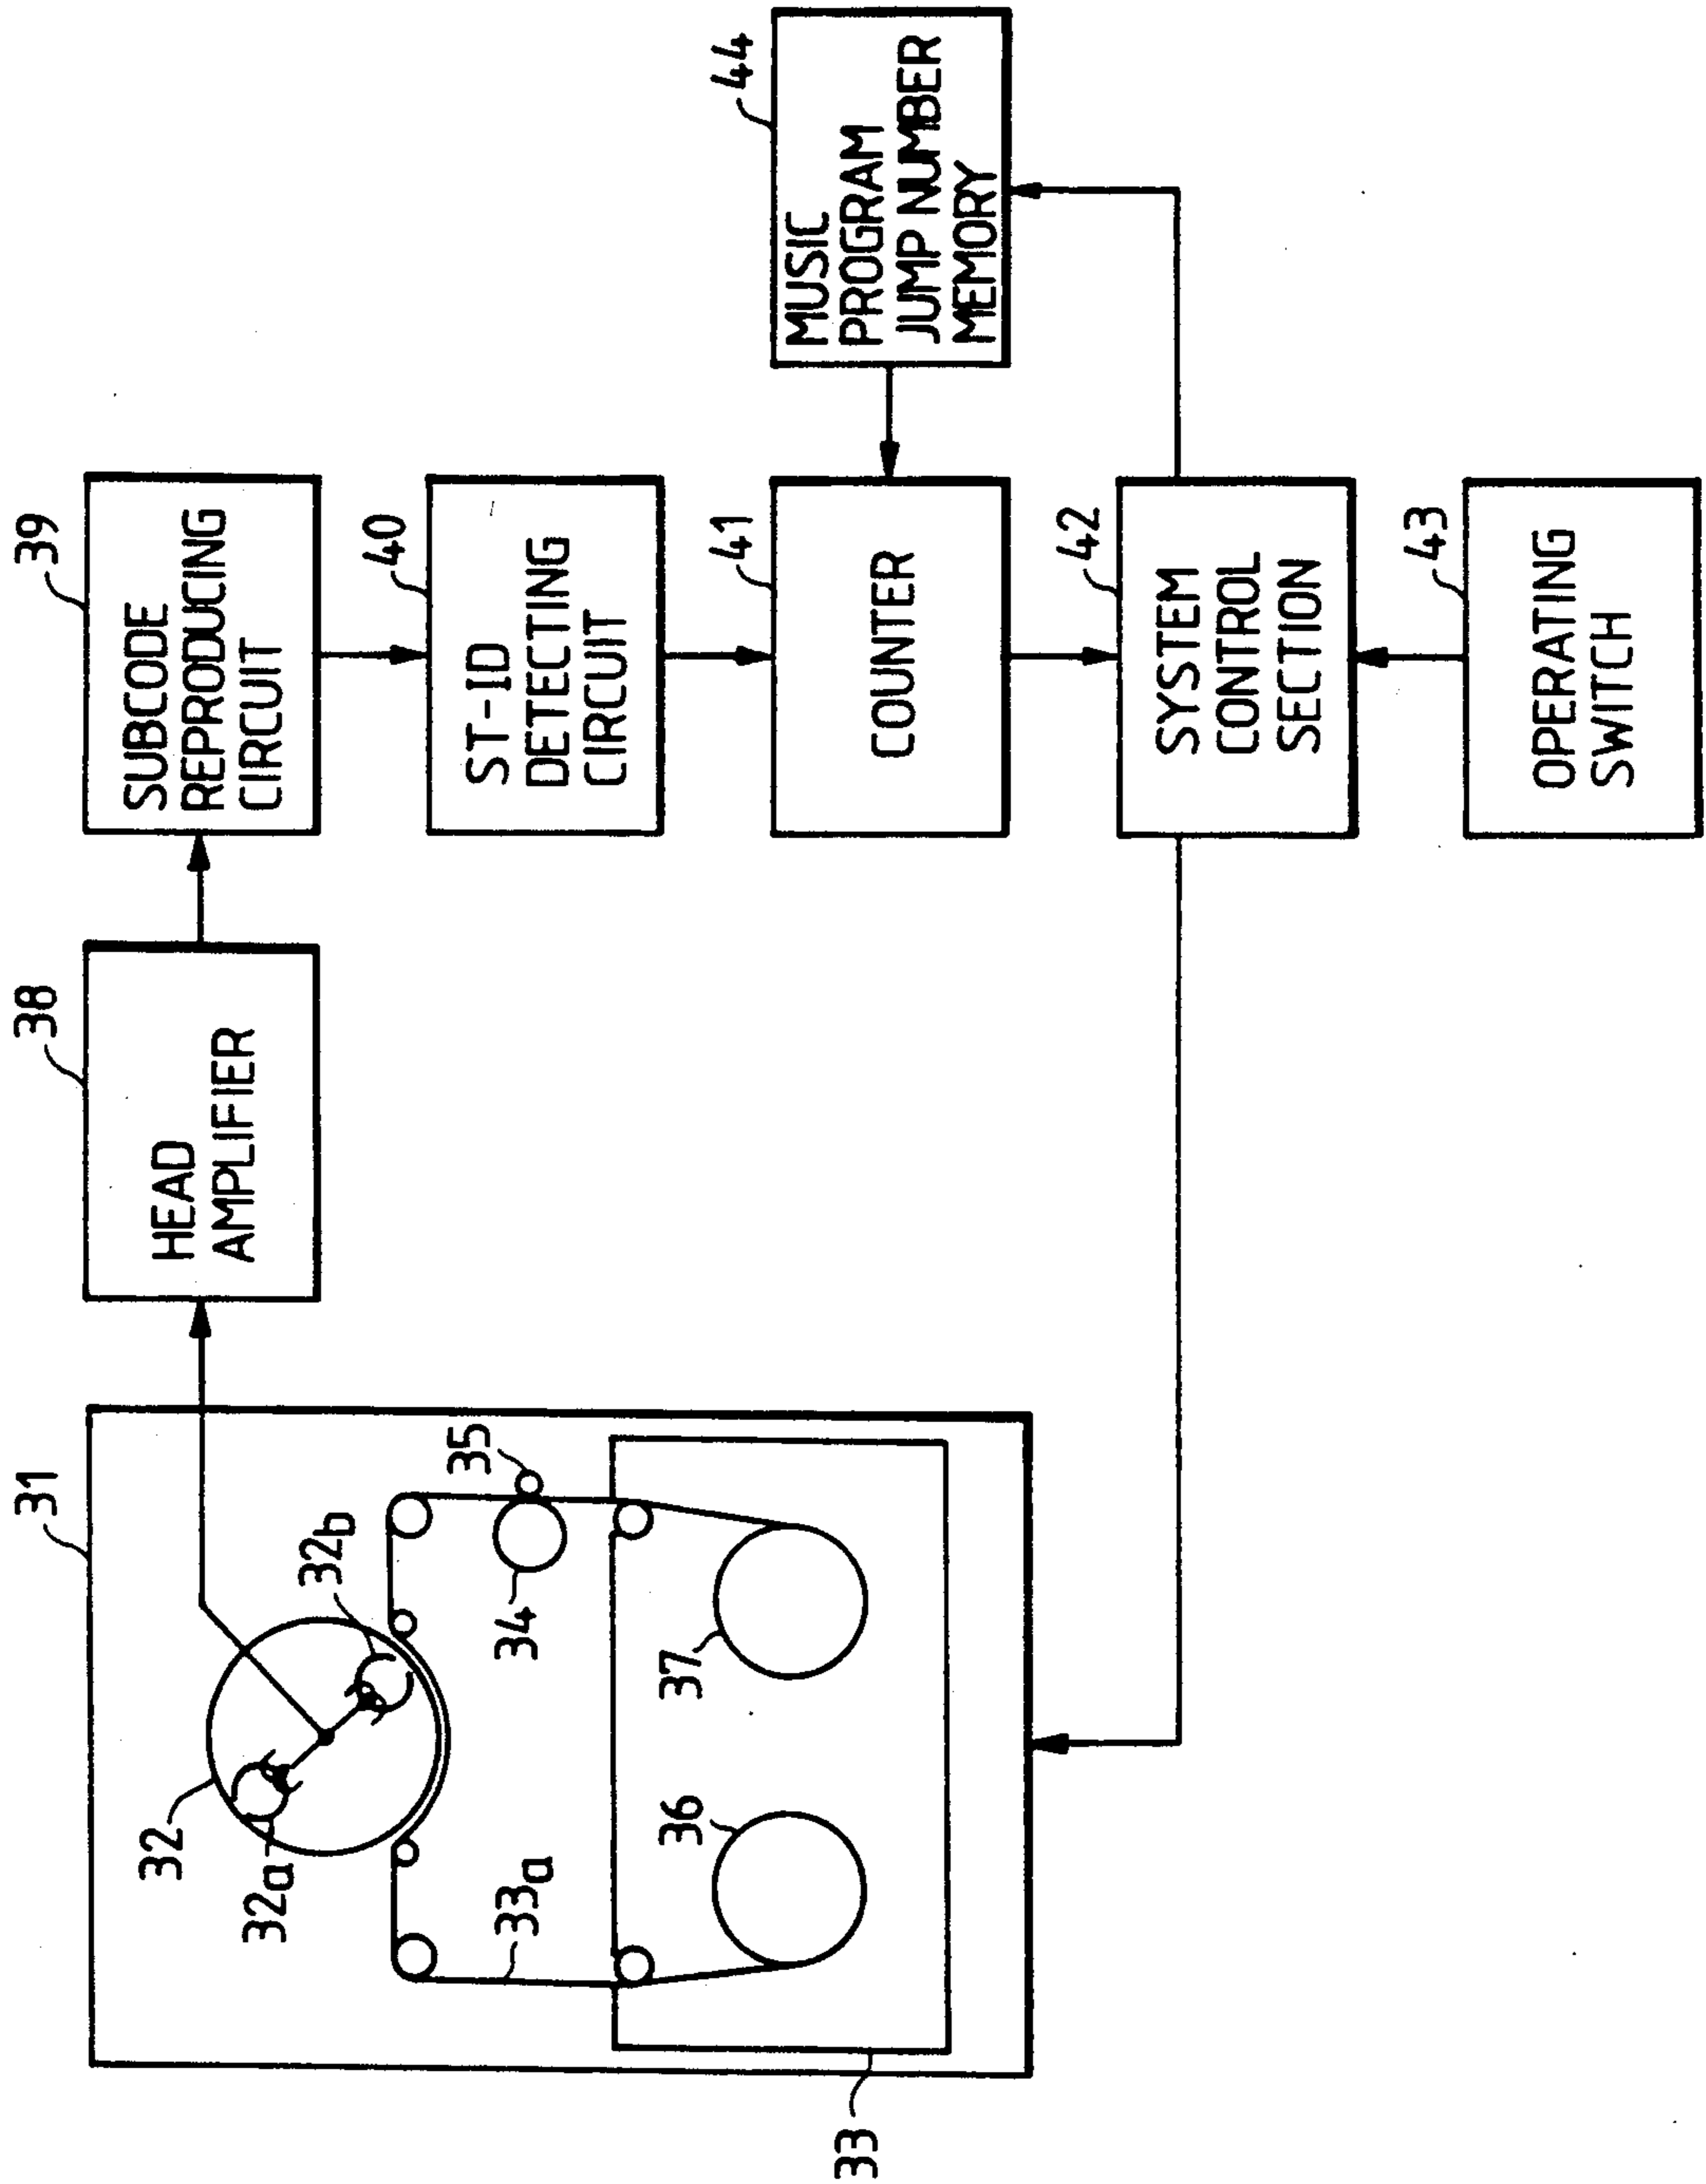 31
32
32a
32b
33a
34
35
36
37
33
38
HEAD
AMPLIFIER
39
SUBCODE
REPRODUCING
CIRCUIT
40
ST-ID
DETECTING
CIRCUIT
41
COUNTER
42
SYSTEM
CONTROL
SECTION
43
OPERATING
SWITCH
44
MUSIC
PROGRAM
JUMP NUMBER
MEMORY